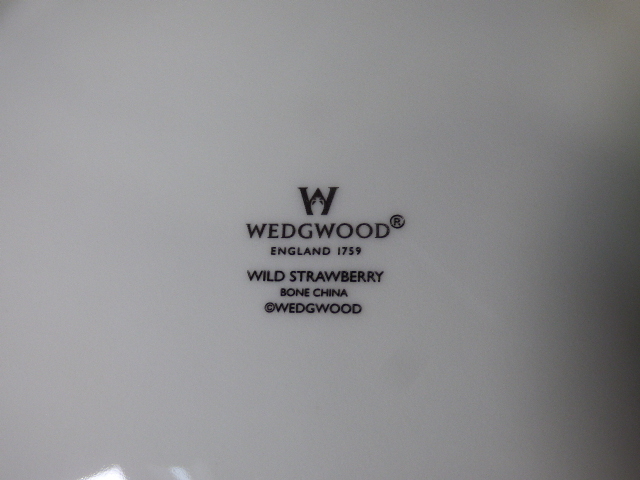 W
WEDGWOOD®
ENGLAND 1759
WILD STRAWBERRY
BONE CHINA
©WEDGWOOD